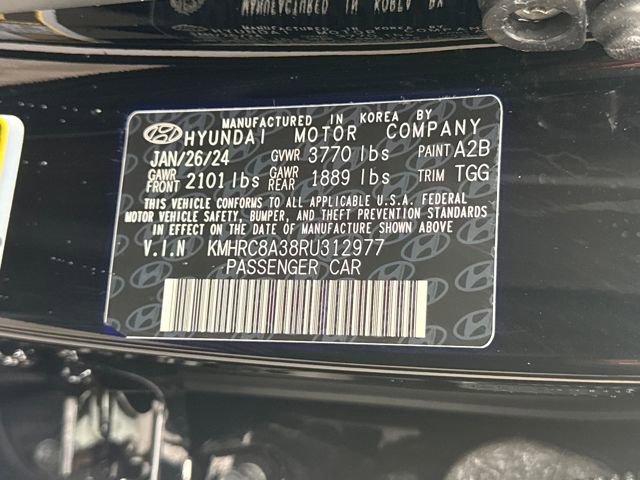 MANUFACTURED IN KOREA BY
HYUNDAI MOTOR COMPANY
JAN/26/24 GVWR 3770 lbs PAINT A2B
GAWR FRONT 2101 lbs GAWR REAR 1889 lbs TRIM TGG
THIS VEHICLE CONFORMS TO ALL APPLICABLE U.S.A. FEDERAL
MOTOR VEHICLE SAFETY, BUMPER, AND THEFT PREVENTION STANDARDS
IN EFFECT ON THE DATE OF MANUFACTURE SHOWN ABOVE
V.I.N KMHRC8A38RU312977
PASSENGER CAR